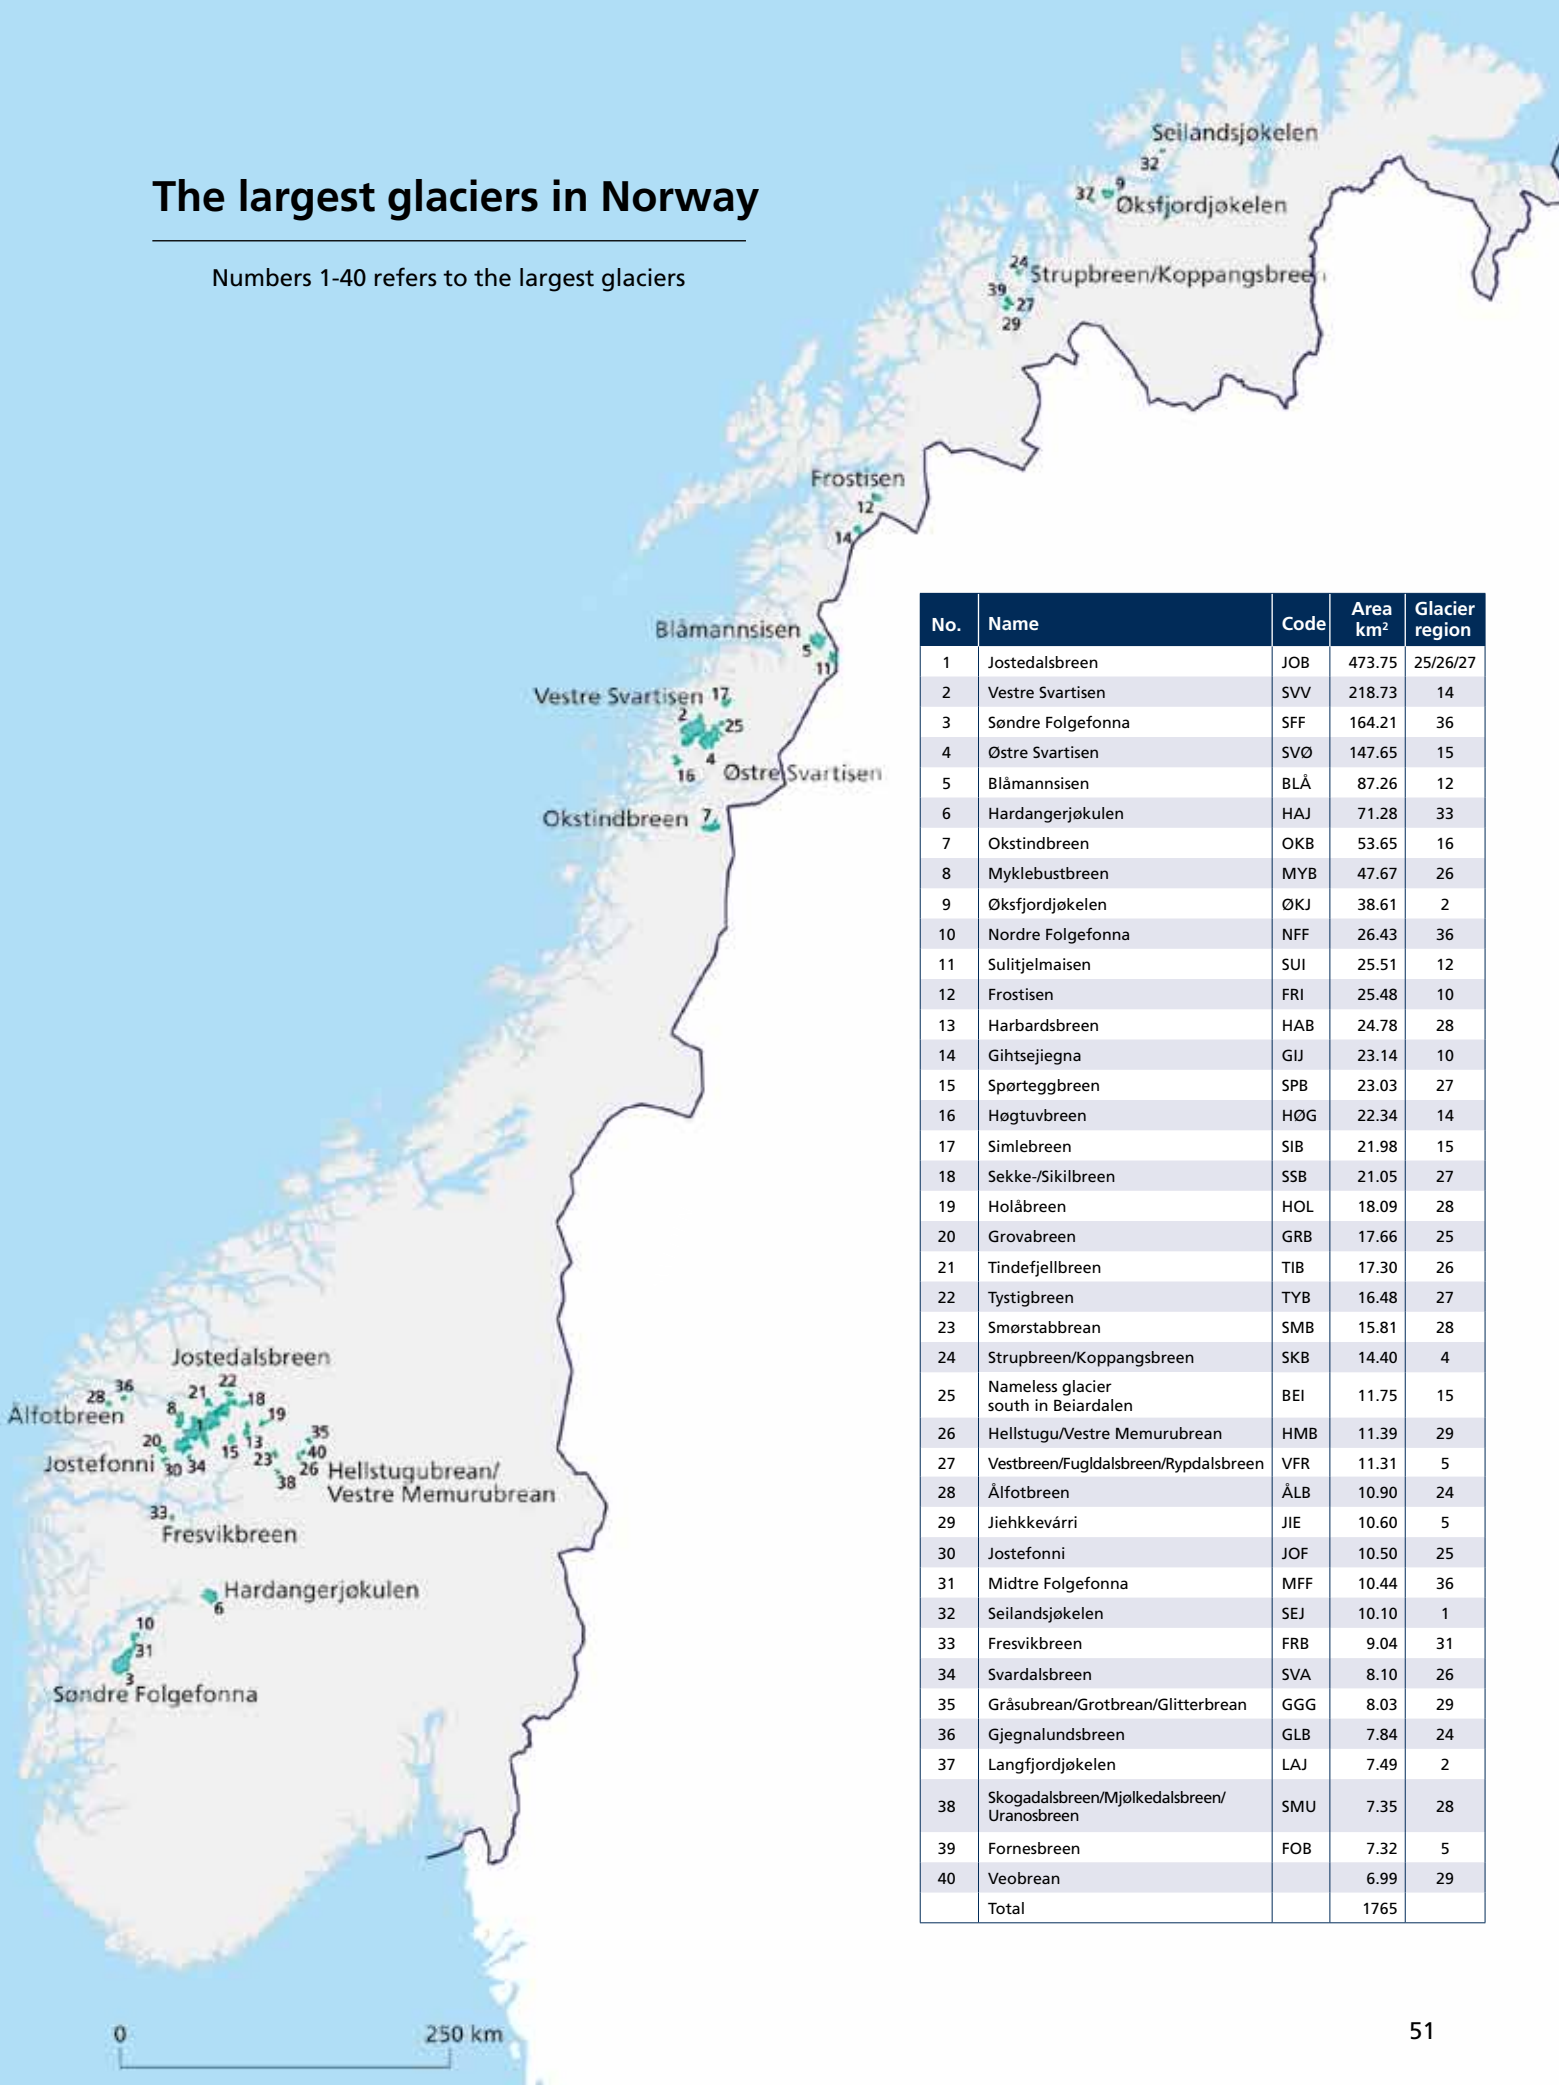 The largest glaciers in Norway
Numbers 1-40 refers to the largest glaciers
Seilandsjøkelen
32
9
37
Øksfjordjøkelen
24
Strupbreen/Koppangsbreen
39
27
29
Frostisen
12
14
Blåmannsisen
5
11
Vestre Svartisen 17
2
25
4
16
Østre Svartisen
Okstindbreen 7
Jostedalsbreen
22
36
21
28
18
8
Ålfotbreen
19
1
35
20
13
15
40
23
Jostefonni
30
34
26
Hellstugubrean/
Vestre Memurubrean
38
33
Fresvikbreen
Hardangerjøkulen
6
10
31
3
Søndre Folgefonna
0 250 km
No. Name Code Area km² Glacier region
1 Jostedalsbreen JOB 473.75 25/26/27
2 Vestre Svartisen SVV 218.73 14
3 Søndre Folgefonna SFF 164.21 36
4 Østre Svartisen SVØ 147.65 15
5 Blåmannsisen BLÅ 87.26 12
6 Hardangerjøkulen HAJ 71.28 33
7 Okstindbreen OKB 53.65 16
8 Myklebustbreen MYB 47.67 26
9 Øksfjordjøkelen ØKJ 38.61 2
10 Nordre Folgefonna NFF 26.43 36
11 Sulitjelmaisen SUI 25.51 12
12 Frostisen FRI 25.48 10
13 Harbardsbreen HAB 24.78 28
14 Gihtsejiegna GIJ 23.14 10
15 Spørteggbreen SPB 23.03 27
16 Høgtuvbreen HØG 22.34 14
17 Simlebreen SIB 21.98 15
18 Sekke-/Sikilbreen SSB 21.05 27
19 Holåbreen HOL 18.09 28
20 Grovabreen GRB 17.66 25
21 Tindefjellbreen TIB 17.30 26
22 Tystigbreen TYB 16.48 27
23 Smørstabbrean SMB 15.81 28
24 Strupbreen/Koppangsbreen SKB 14.40 4
25 Nameless glacier
south in Beiardalen BEI 11.75 15
26 Hellstugu/Vestre Memurubrean HMB 11.39 29
27 Vestbreen/Fugldalsbreen/Rypdalsbreen VFR 11.31 5
28 Ålfotbreen ÅLB 10.90 24
29 Jiehkkevárri JIE 10.60 5
30 Jostefonni JOF 10.50 25
31 Midtre Folgefonna MFF 10.44 36
32 Seilandsjøkelen SEJ 10.10 1
33 Fresvikbreen FRB 9.04 31
34 Svardalsbreen SVA 8.10 26
35 Gråsubrean/Grotbrean/Glitterbrean GGG 8.03 29
36 Gjegnalundsbreen GLB 7.84 24
37 Langfjordjøkelen LAJ 7.49 2
38 Skogadalsbreen/Mjølkedalsbreen/
Uranosbreen SMU 7.35 28
39 Fornesbreen FOB 7.32 5
40 Veobrean 6.99 29
Total 1765
51